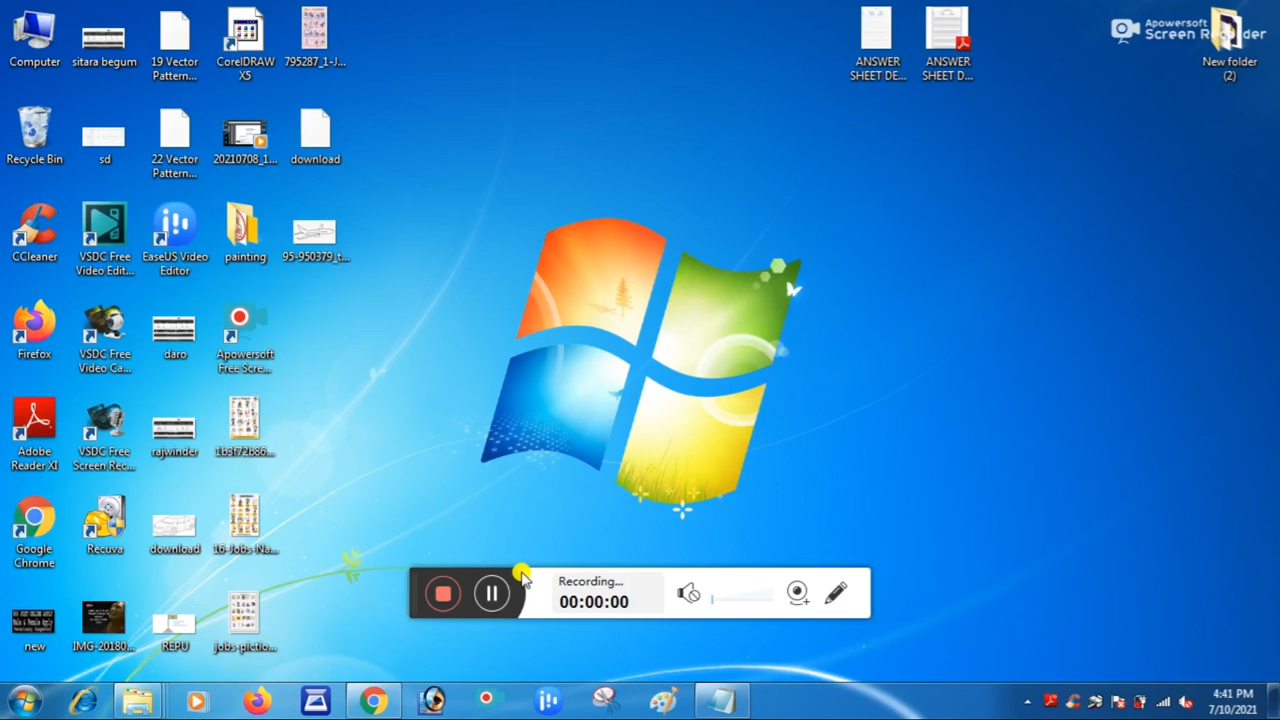 Computer
sitara begum
19 Vector
Pattern...
CorelDRAW
X5
795287_1-J...
ANSWER
SHEET DE...
ANSWER
SHEET D...
Apowersoft
Screen Recorder
New folder
(2)
Recycle Bin
sd
22 Vector
Pattern...
20210708_1...
download
CCleaner
VSDC Free
Video Edit...
EaseUS Video
Editor
painting
95-950379_t...
Firefox
VSDC Free
Video Ca...
daro
Apowersoft
Free Scre...
Adobe
Reader XI
VSDC Free
Screen Rec...
rajwinder
1b3f72b86...
Google
Chrome
Recuva
download
16-Jobs-Na...
new
IMG-20180...
REPU
jobs-pictio...
Recording...
00:00:00
4:41 PM
7/10/2021